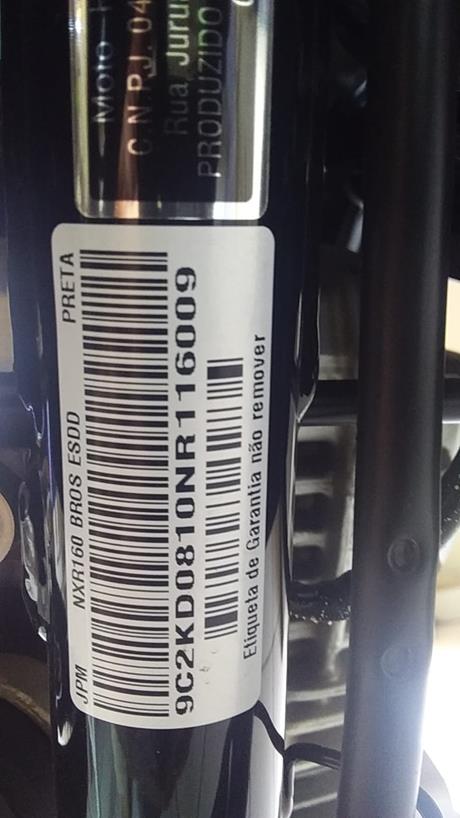 Moto
C.N.P.J. 04
Rua Juru
PRODUZIDO
JPM NXR160 BROS ESDD PRETA
9C2KD0810NR116009
Etiqueta de Garantia não remover